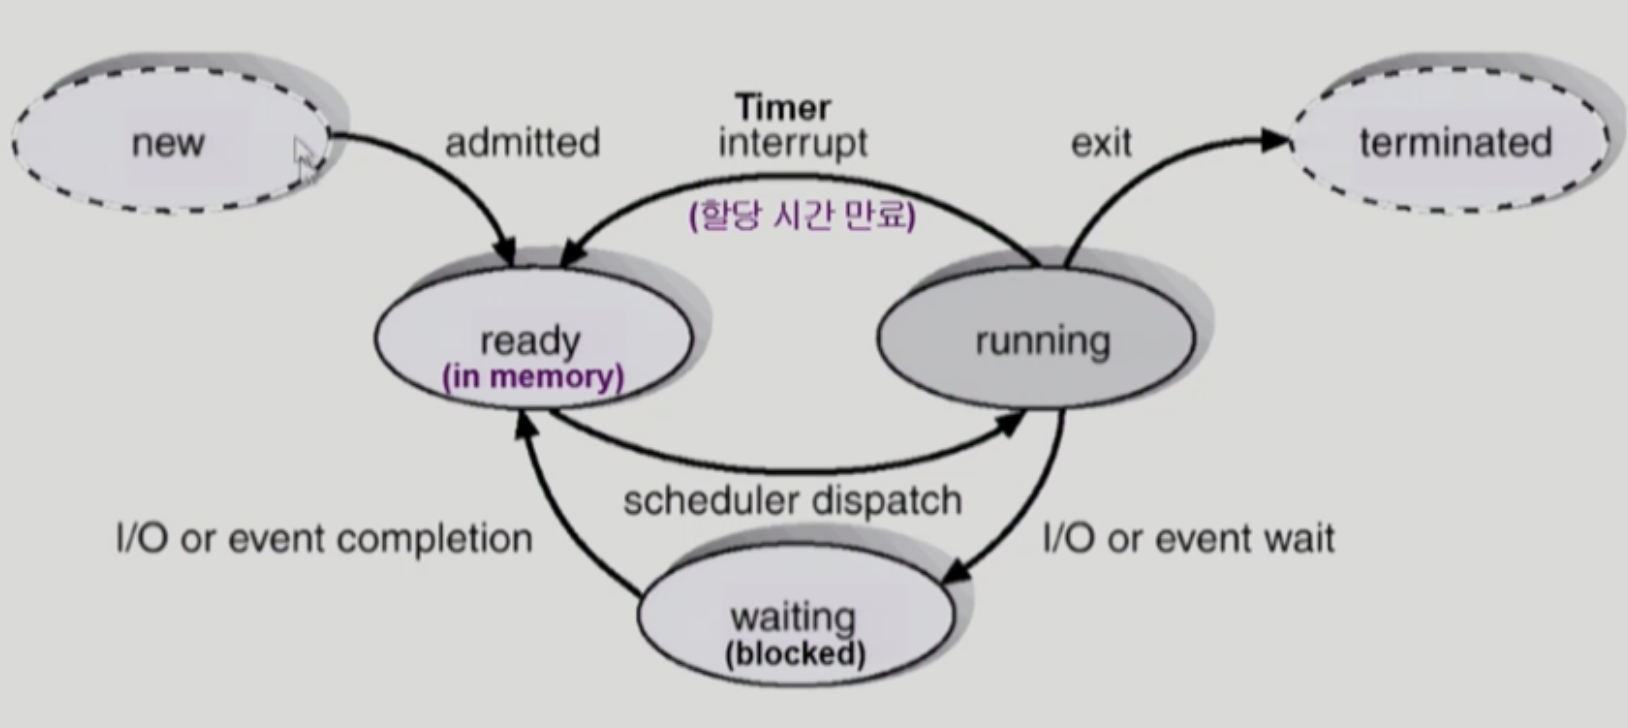 new
admitted
Timer
interrupt
(할당 시간 만료)
exit
terminated
ready
(in memory)
running
scheduler dispatch
I/O or event completion
I/O or event wait
waiting
(blocked)